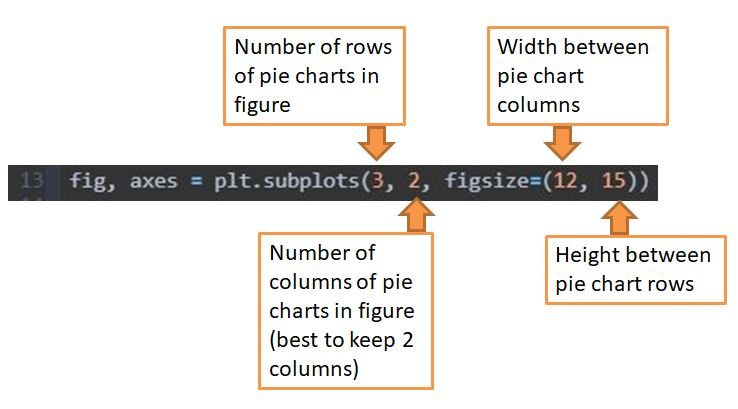 Number of rows
of pie charts in
figure
Width between
pie chart
columns
13 fig, axes = plt.subplots(3, 2, figsize=(12, 15))
Number of
columns of pie
charts in figure
(best to keep 2
columns)
Height between
pie chart rows